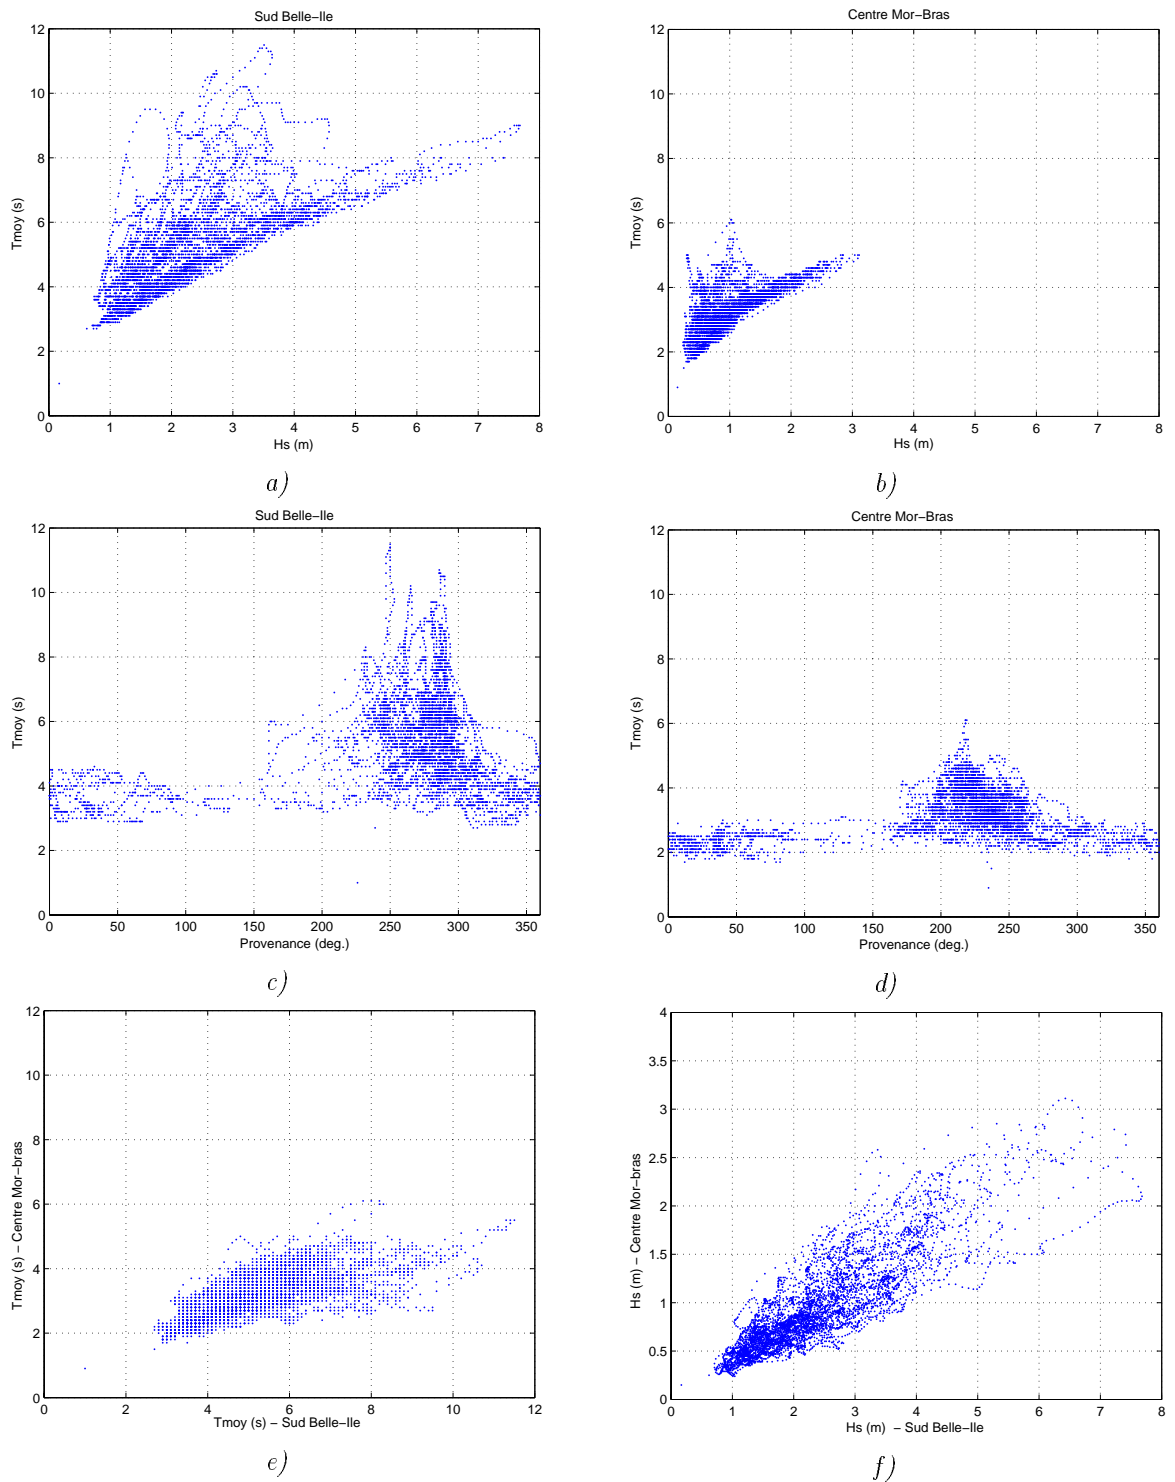 Sud Belle–Ile
12
10
8
6
4
2
0
Tmoy (s)
0 1 2 3 4 5 6 7 8
Hs (m)
a)
Centre Mor–Bras
12
10
8
6
4
2
0
Tmoy (s)
0 1 2 3 4 5 6 7 8
Hs (m)
b)
Sud Belle–Ile
12
10
8
6
4
2
0
Tmoy (s)
0 50 100 150 200 250 300 350
Provenance (deg.)
c)
Centre Mor–Bras
12
10
8
6
4
2
0
Tmoy (s)
0 50 100 150 200 250 300 350
Provenance (deg.)
d)
12
10
8
6
4
2
0
Tmoy (s) – Centre Mor–bras
0 2 4 6 8 10 12
Tmoy (s) – Sud Belle–Ile
e)
4
3.5
3
2.5
2
1.5
1
0.5
0
Hs (m) – Centre Mor–bras
0 1 2 3 4 5 6 7 8
Hs (m) – Sud Belle–Ile
f)